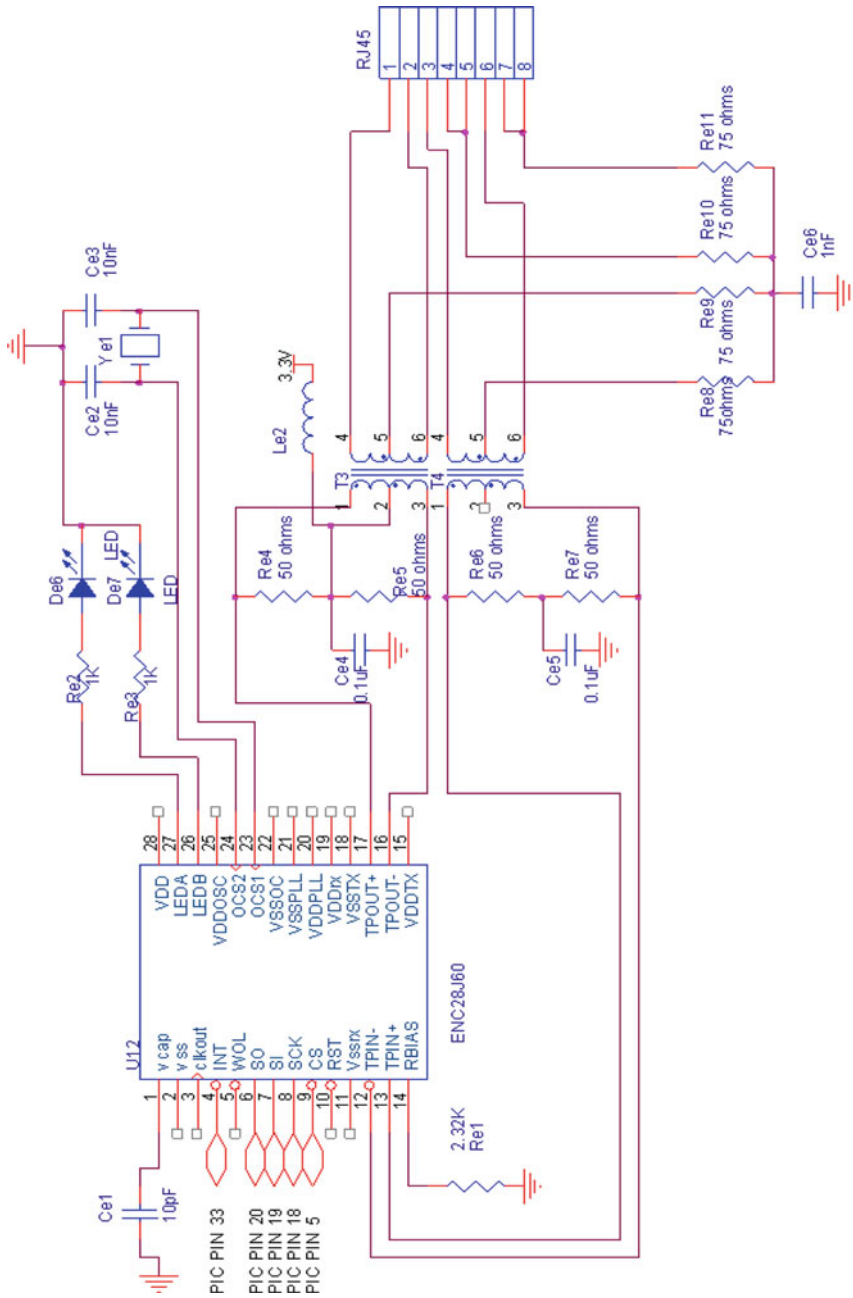 RJ45
1
2
3
4
5
6
7
8
Re11
75 ohms
Re10
75 ohms
Re9
75 ohms
Re8
75ohms
Ce6
1nF
Ce3
10nF
Ye1
Ce2
10nF
3.3V
Le2
T3
1
2
3
4
5
6
T4
1
2
3
4
5
6
De6
LED
De7
LED
Re2
1K
Re3
1K
Re4
50 ohms
Re5
50 ohms
Re6
50 ohms
Re7
50 ohms
Ce4
0.1uF
Ce5
0.1uF
U12
ENC28J60
28 VDD
27 LEDA
26 LEDB
25 VDDOSC
24 OCS2
23 OCS1
22 VSSOC
21 VSSPLL
20 VDDPLL
19 VDDrx
18 VSSTX
17 TPOUT+
16 TPOUT-
15 VDDTX
1 vcap
2 vss
3 clkout
4 INT
5 WOL
6 SO
7 SI
8 SCK
9 CS
10 RST
11 Vssrx
12 TPIN-
13 TPIN+
14 RBIAS
Ce1
10pF
PIC PIN 33
PIC PIN 20
PIC PIN 19
PIC PIN 18
PIC PIN 5
2.32K
Re1